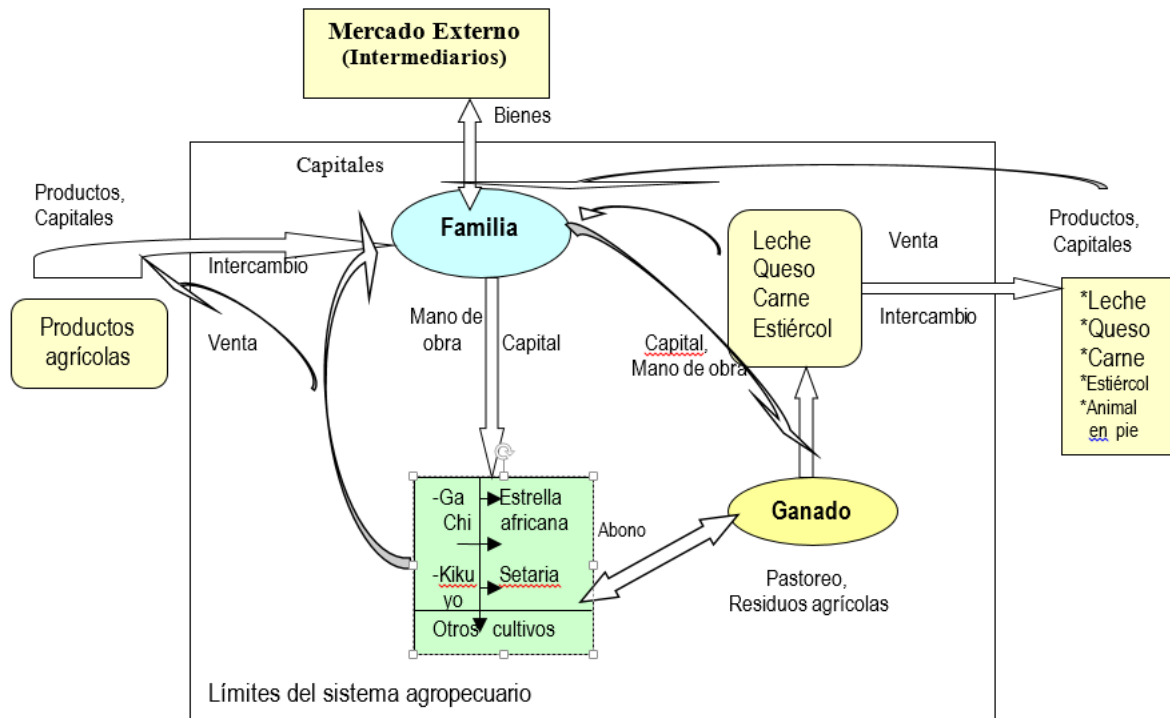 Mercado Externo
(Intermediarios)
Bienes
Capitales
Productos,
Capitales
Familia
Intercambio
Productos
agrícolas
Venta
Mano de
obra
Capital
Capital,
Mano de obra
Leche
Queso
Carne
Estiércol
Venta
Intercambio
Productos,
Capitales
*Leche
*Queso
*Carne
*Estiércol
*Animal
en pie
-Ga
Chi
Estrella
africana
-Kiku
yo
Setaria
Otros cultivos
Abono
Ganado
Pastoreo,
Residuos agrícolas
Límites del sistema agropecuario